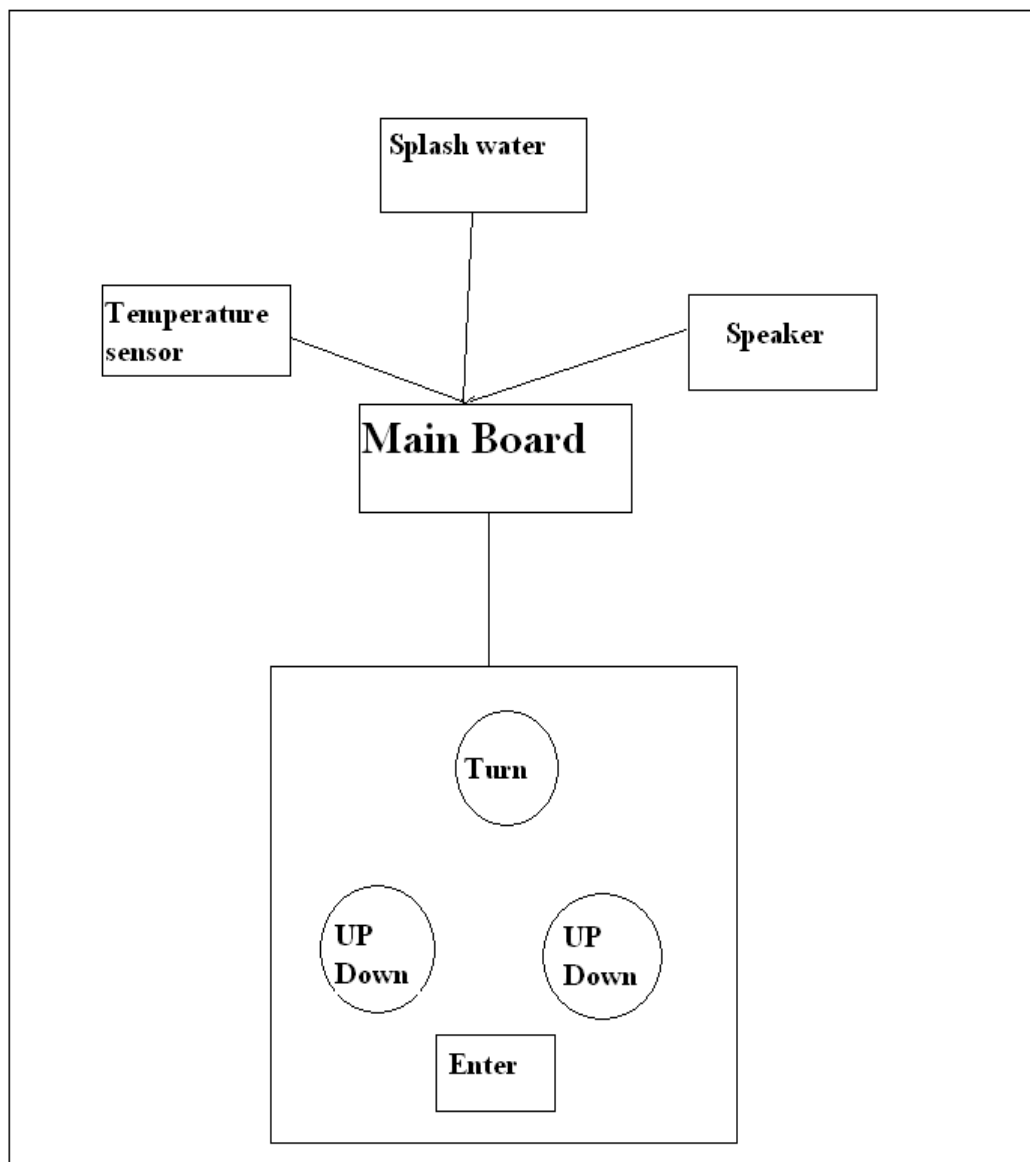 Splash water
Temperature
sensor
Speaker
Main Board
Turn
UP
Down
UP
Down
Enter